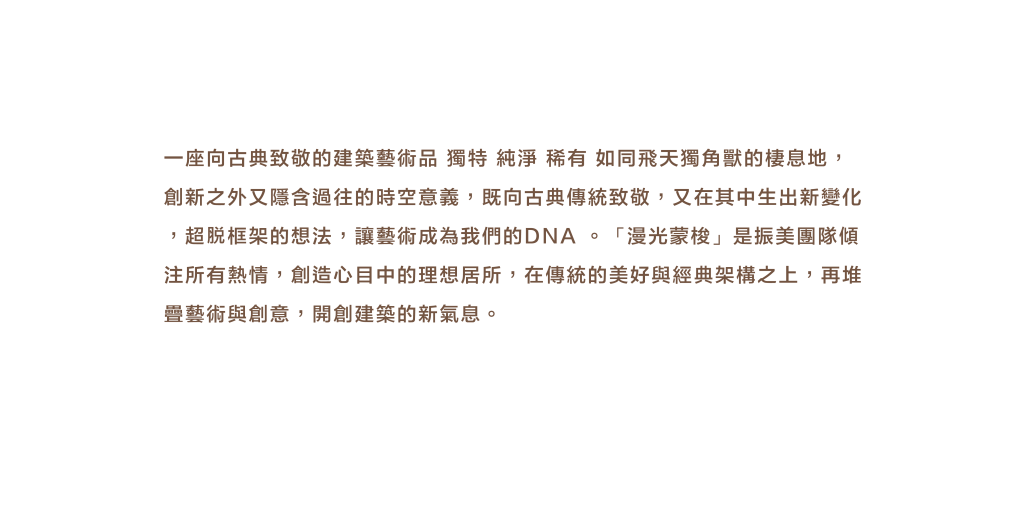 一座向古典致敬的建築藝術品 獨特 純淨 稀有 如同飛天獨角獸的棲息地，
創新之外又隱含過往的時空意義，既向古典傳統致敬，又在其中生出新變化
，超脫框架的想法，讓藝術成為我們的DNA 。「漫光蒙梭」是振美團隊傾
注所有熱情，創造心目中的理想居所，在傳統的美好與經典架構之上，再堆
疊藝術與創意，開創建築的新氣息。